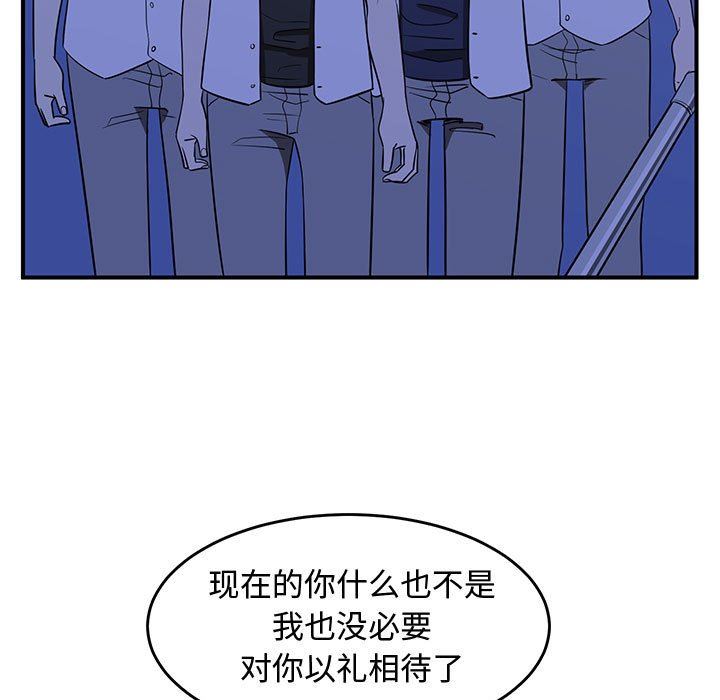 现在的你什么也不是
我也没必要
对你以礼相待了